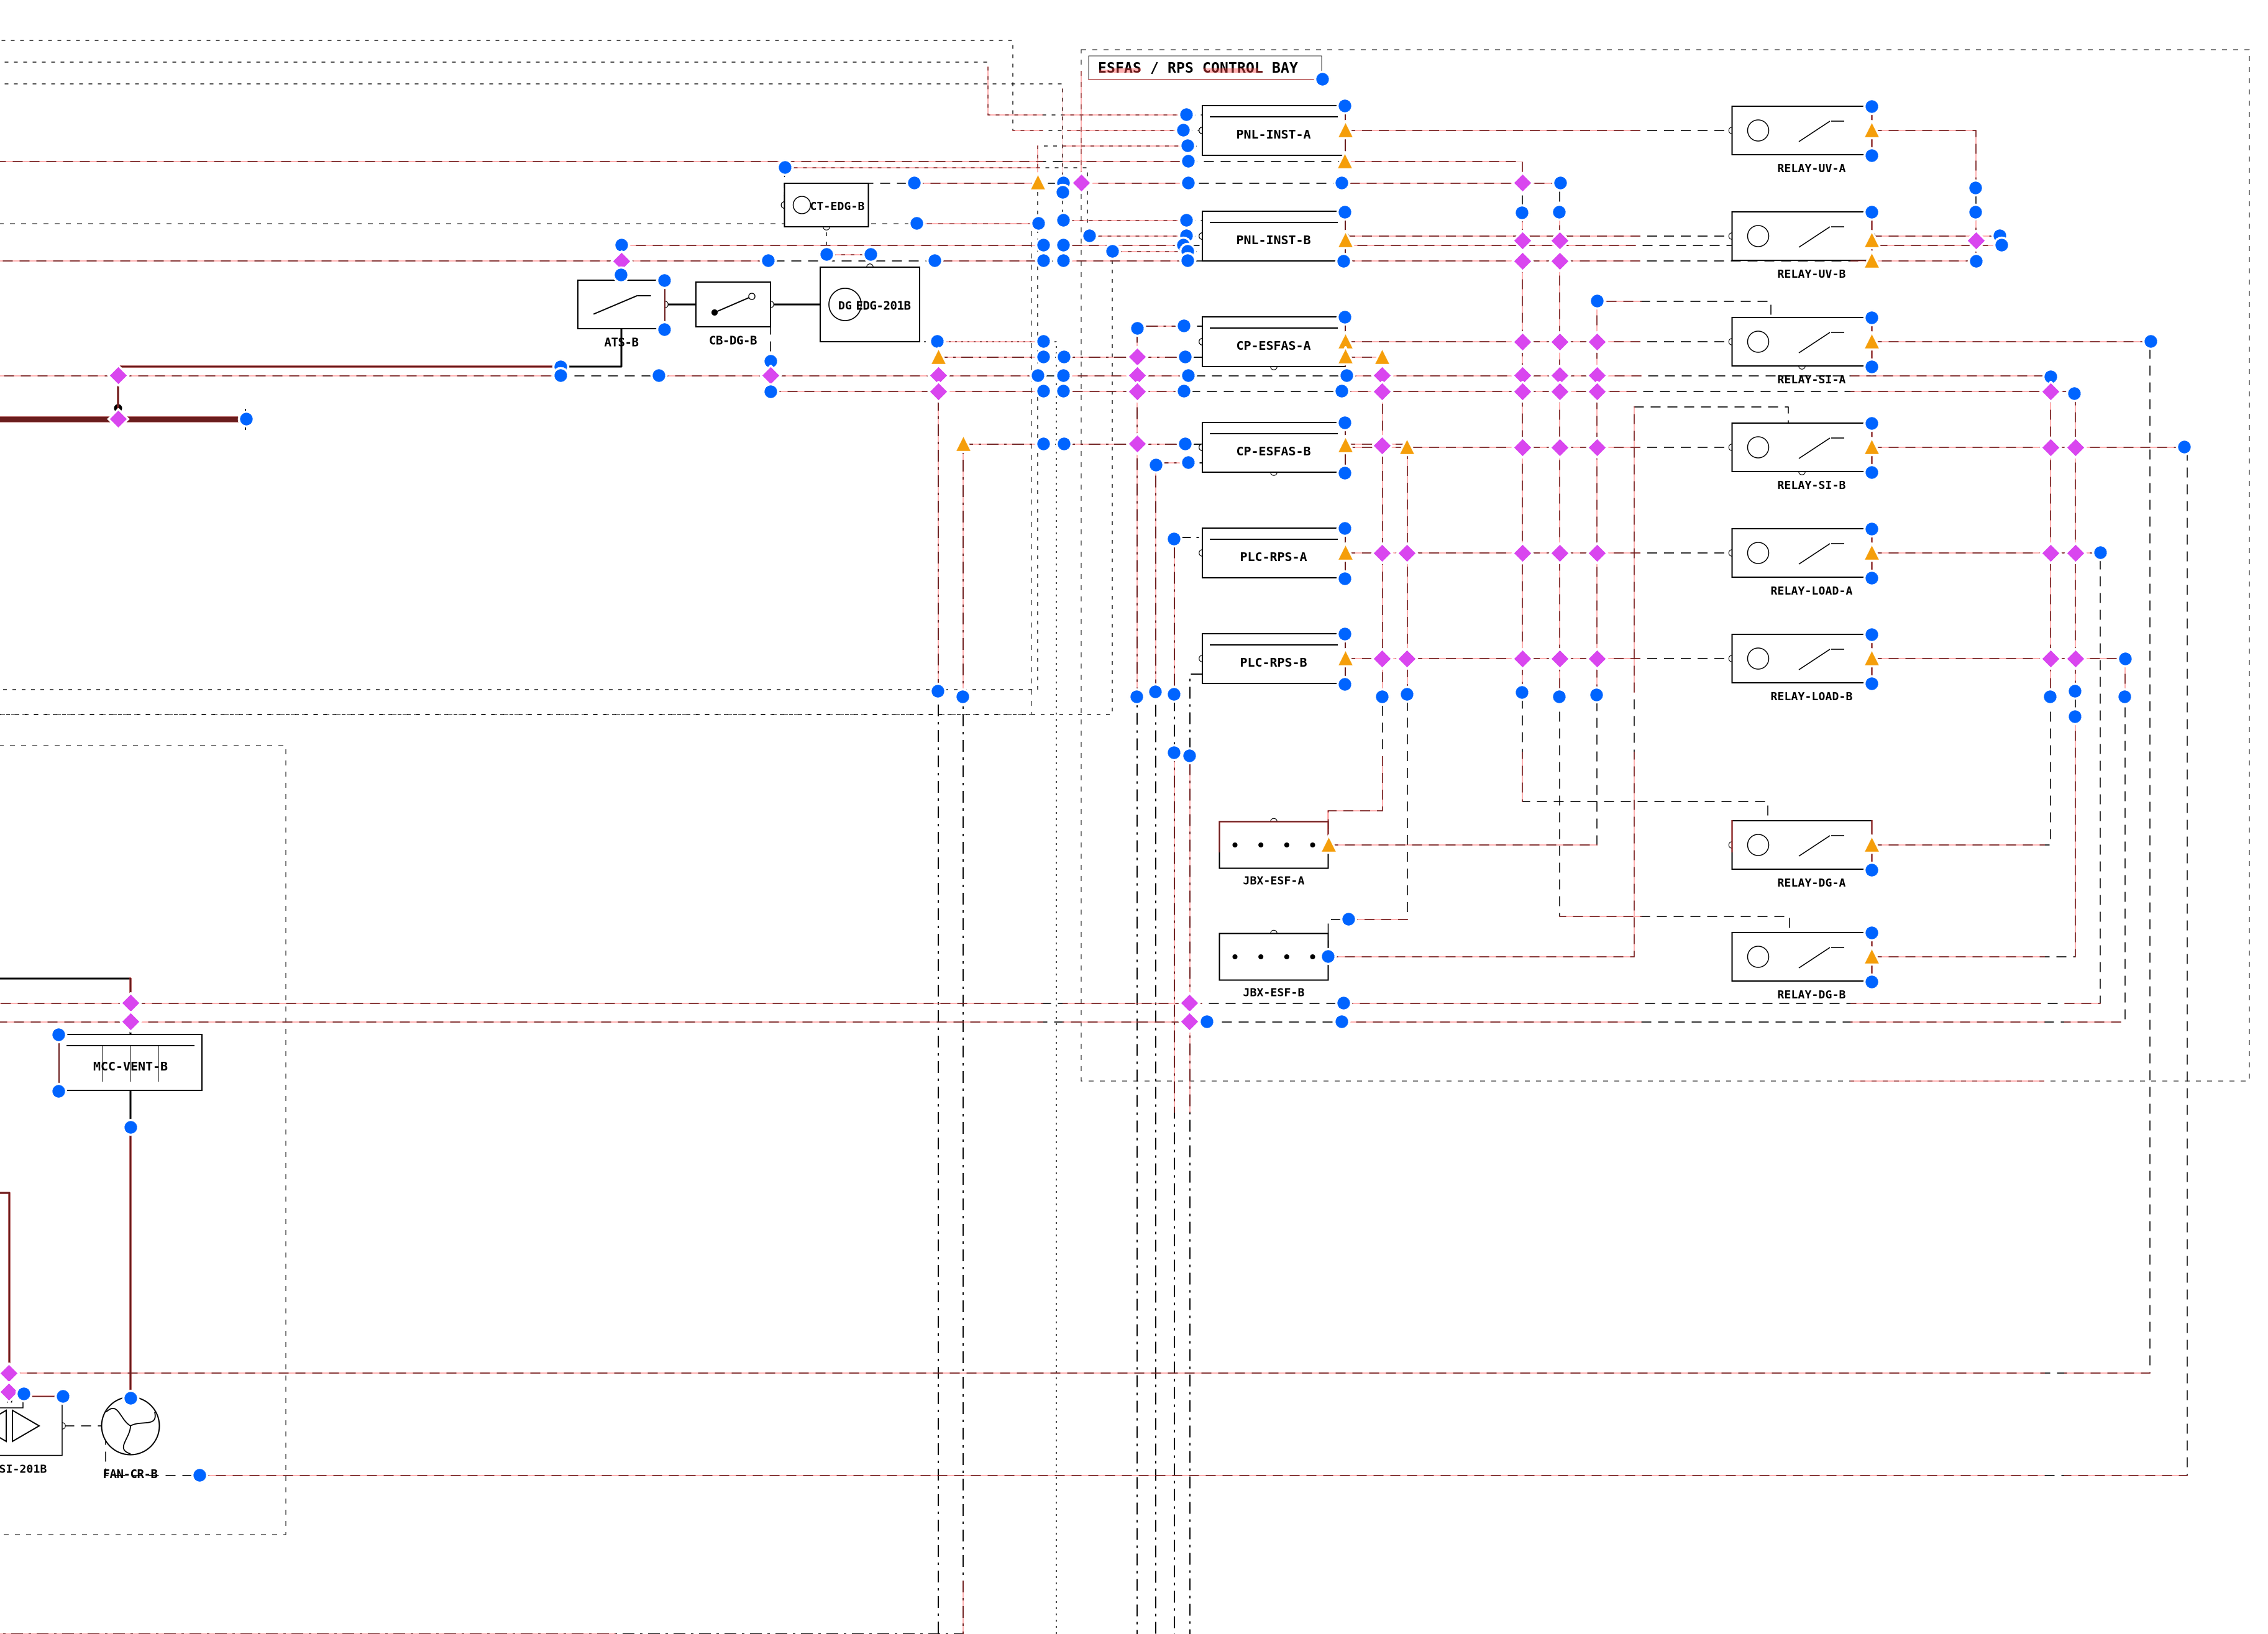 ESFAS / RPS CONTROL BAY
PNL-INST-A
RELAY-UV-A
CT-EDG-B
PNL-INST-B
RELAY-UV-B
DG EDG-201B
ATS-B
CB-DG-B
CP-ESFAS-A
RELAY-SI-A
CP-ESFAS-B
RELAY-SI-B
PLC-RPS-A
RELAY-LOAD-A
PLC-RPS-B
RELAY-LOAD-B
JBX-ESF-A
RELAY-DG-A
JBX-ESF-B
RELAY-DG-B
MCC-VENT-B
SI-201B
FAN-CR-B